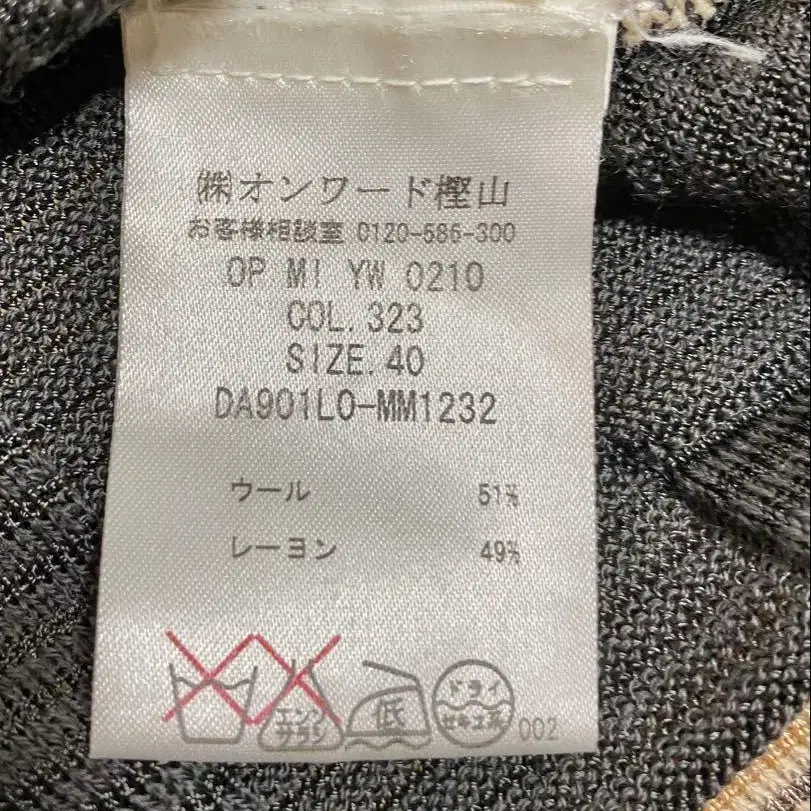 ㈱オンワード樫山
お客様相談室 0120-586-300
OP MI YW 0210
COL.323
SIZE.40
DA901LO-MM1232
ウール 51%
レーヨン 49%
エンソ サラシ
低
ドライ
セキユ系
002